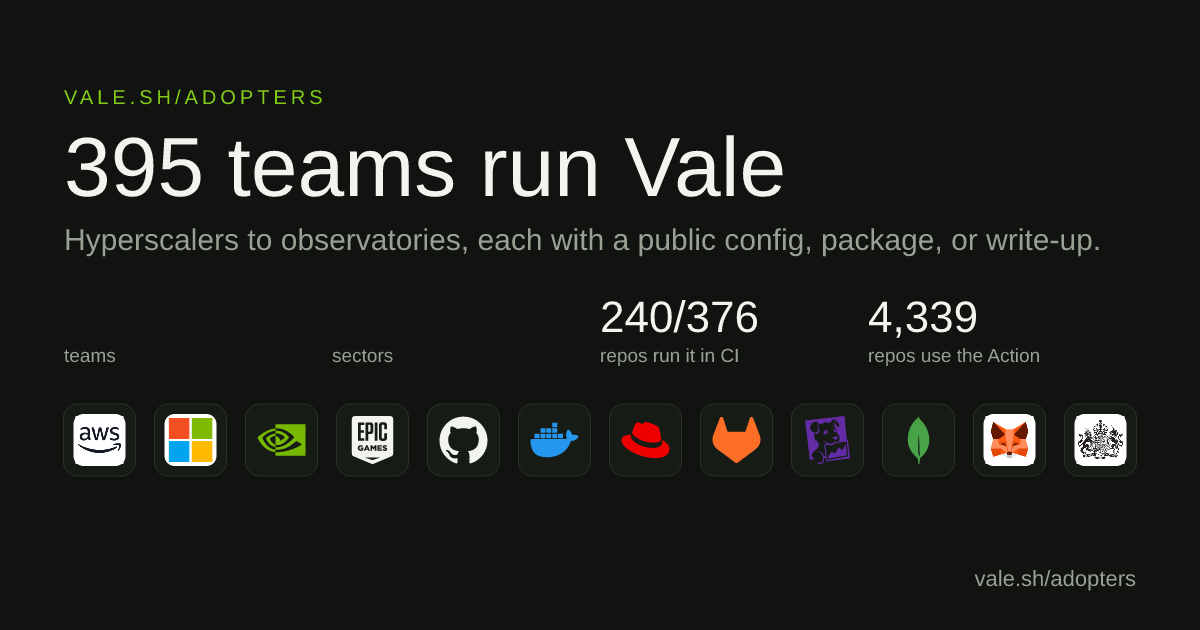 VALE.SH/ADOPTERS
395 teams run Vale
Hyperscalers to observatories, each with a public config, package, or write-up.
240/376 4,339
teams sectors repos run it in CI repos use the Action
aws EPIC GAMES
vale.sh/adopters